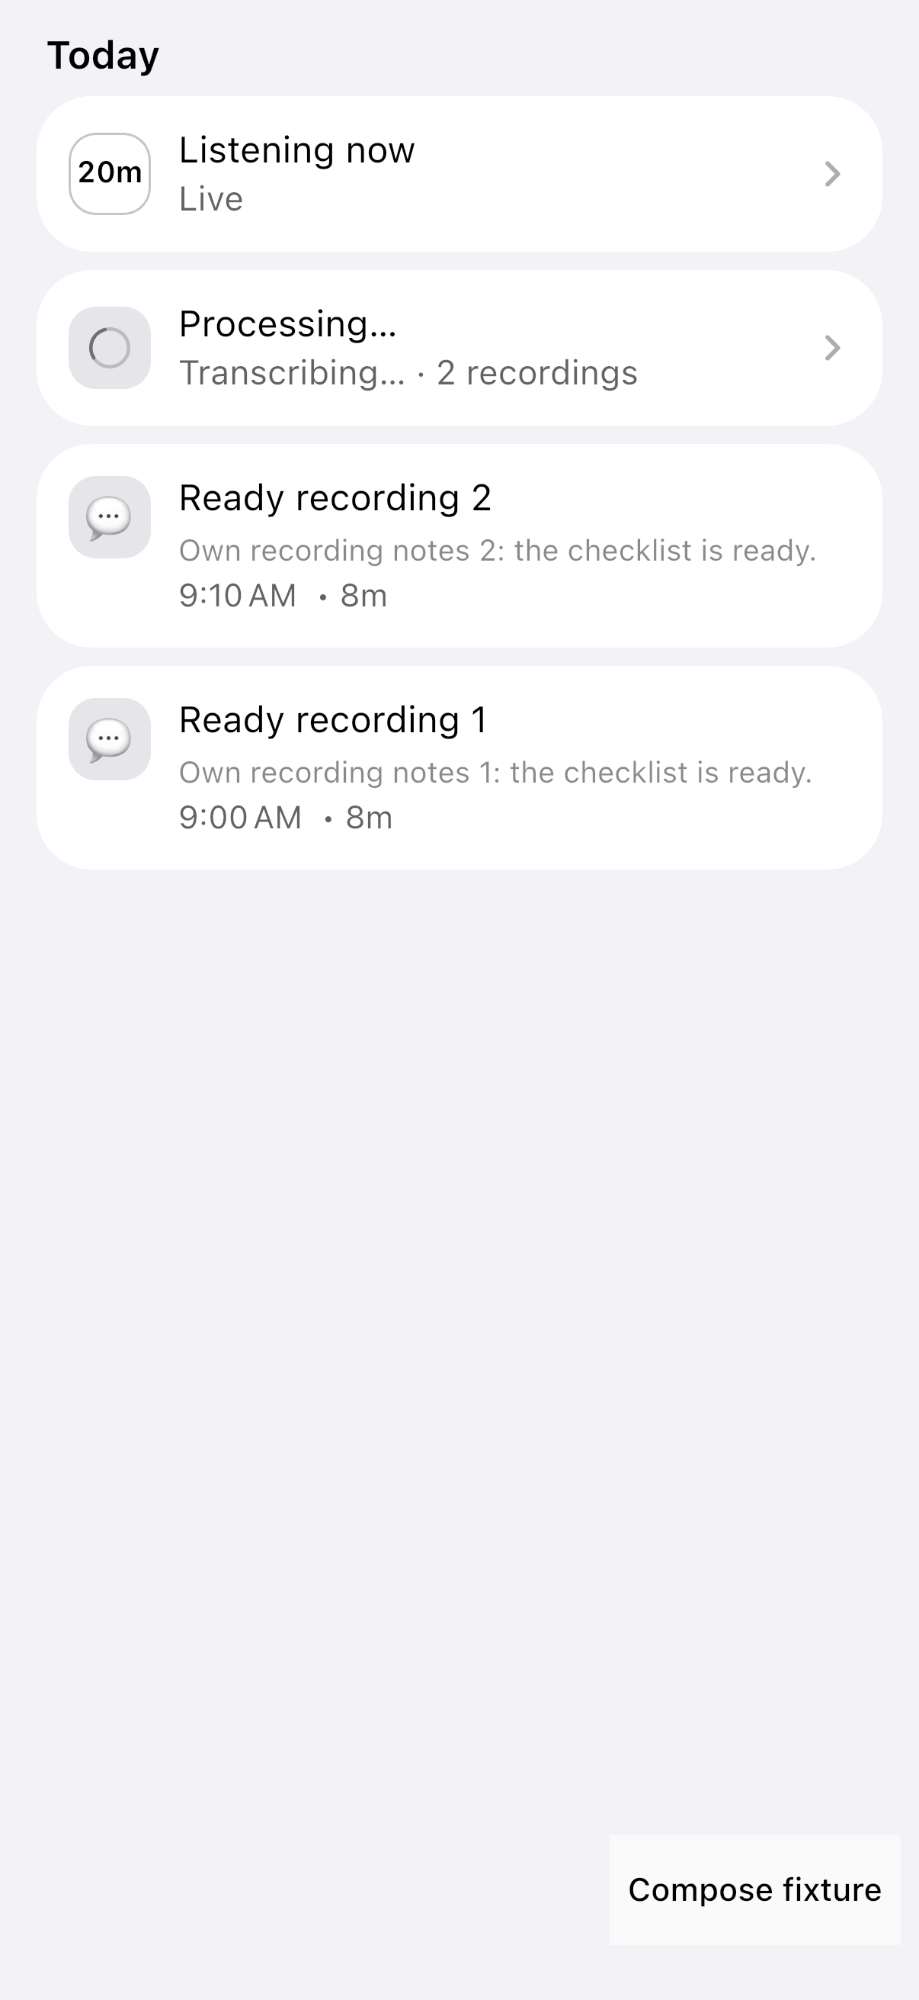 Today
20m
Listening now
Live
Processing...
Transcribing... · 2 recordings
Ready recording 2
Own recording notes 2: the checklist is ready.
9:10 AM • 8m
Ready recording 1
Own recording notes 1: the checklist is ready.
9:00 AM • 8m
Compose fixture